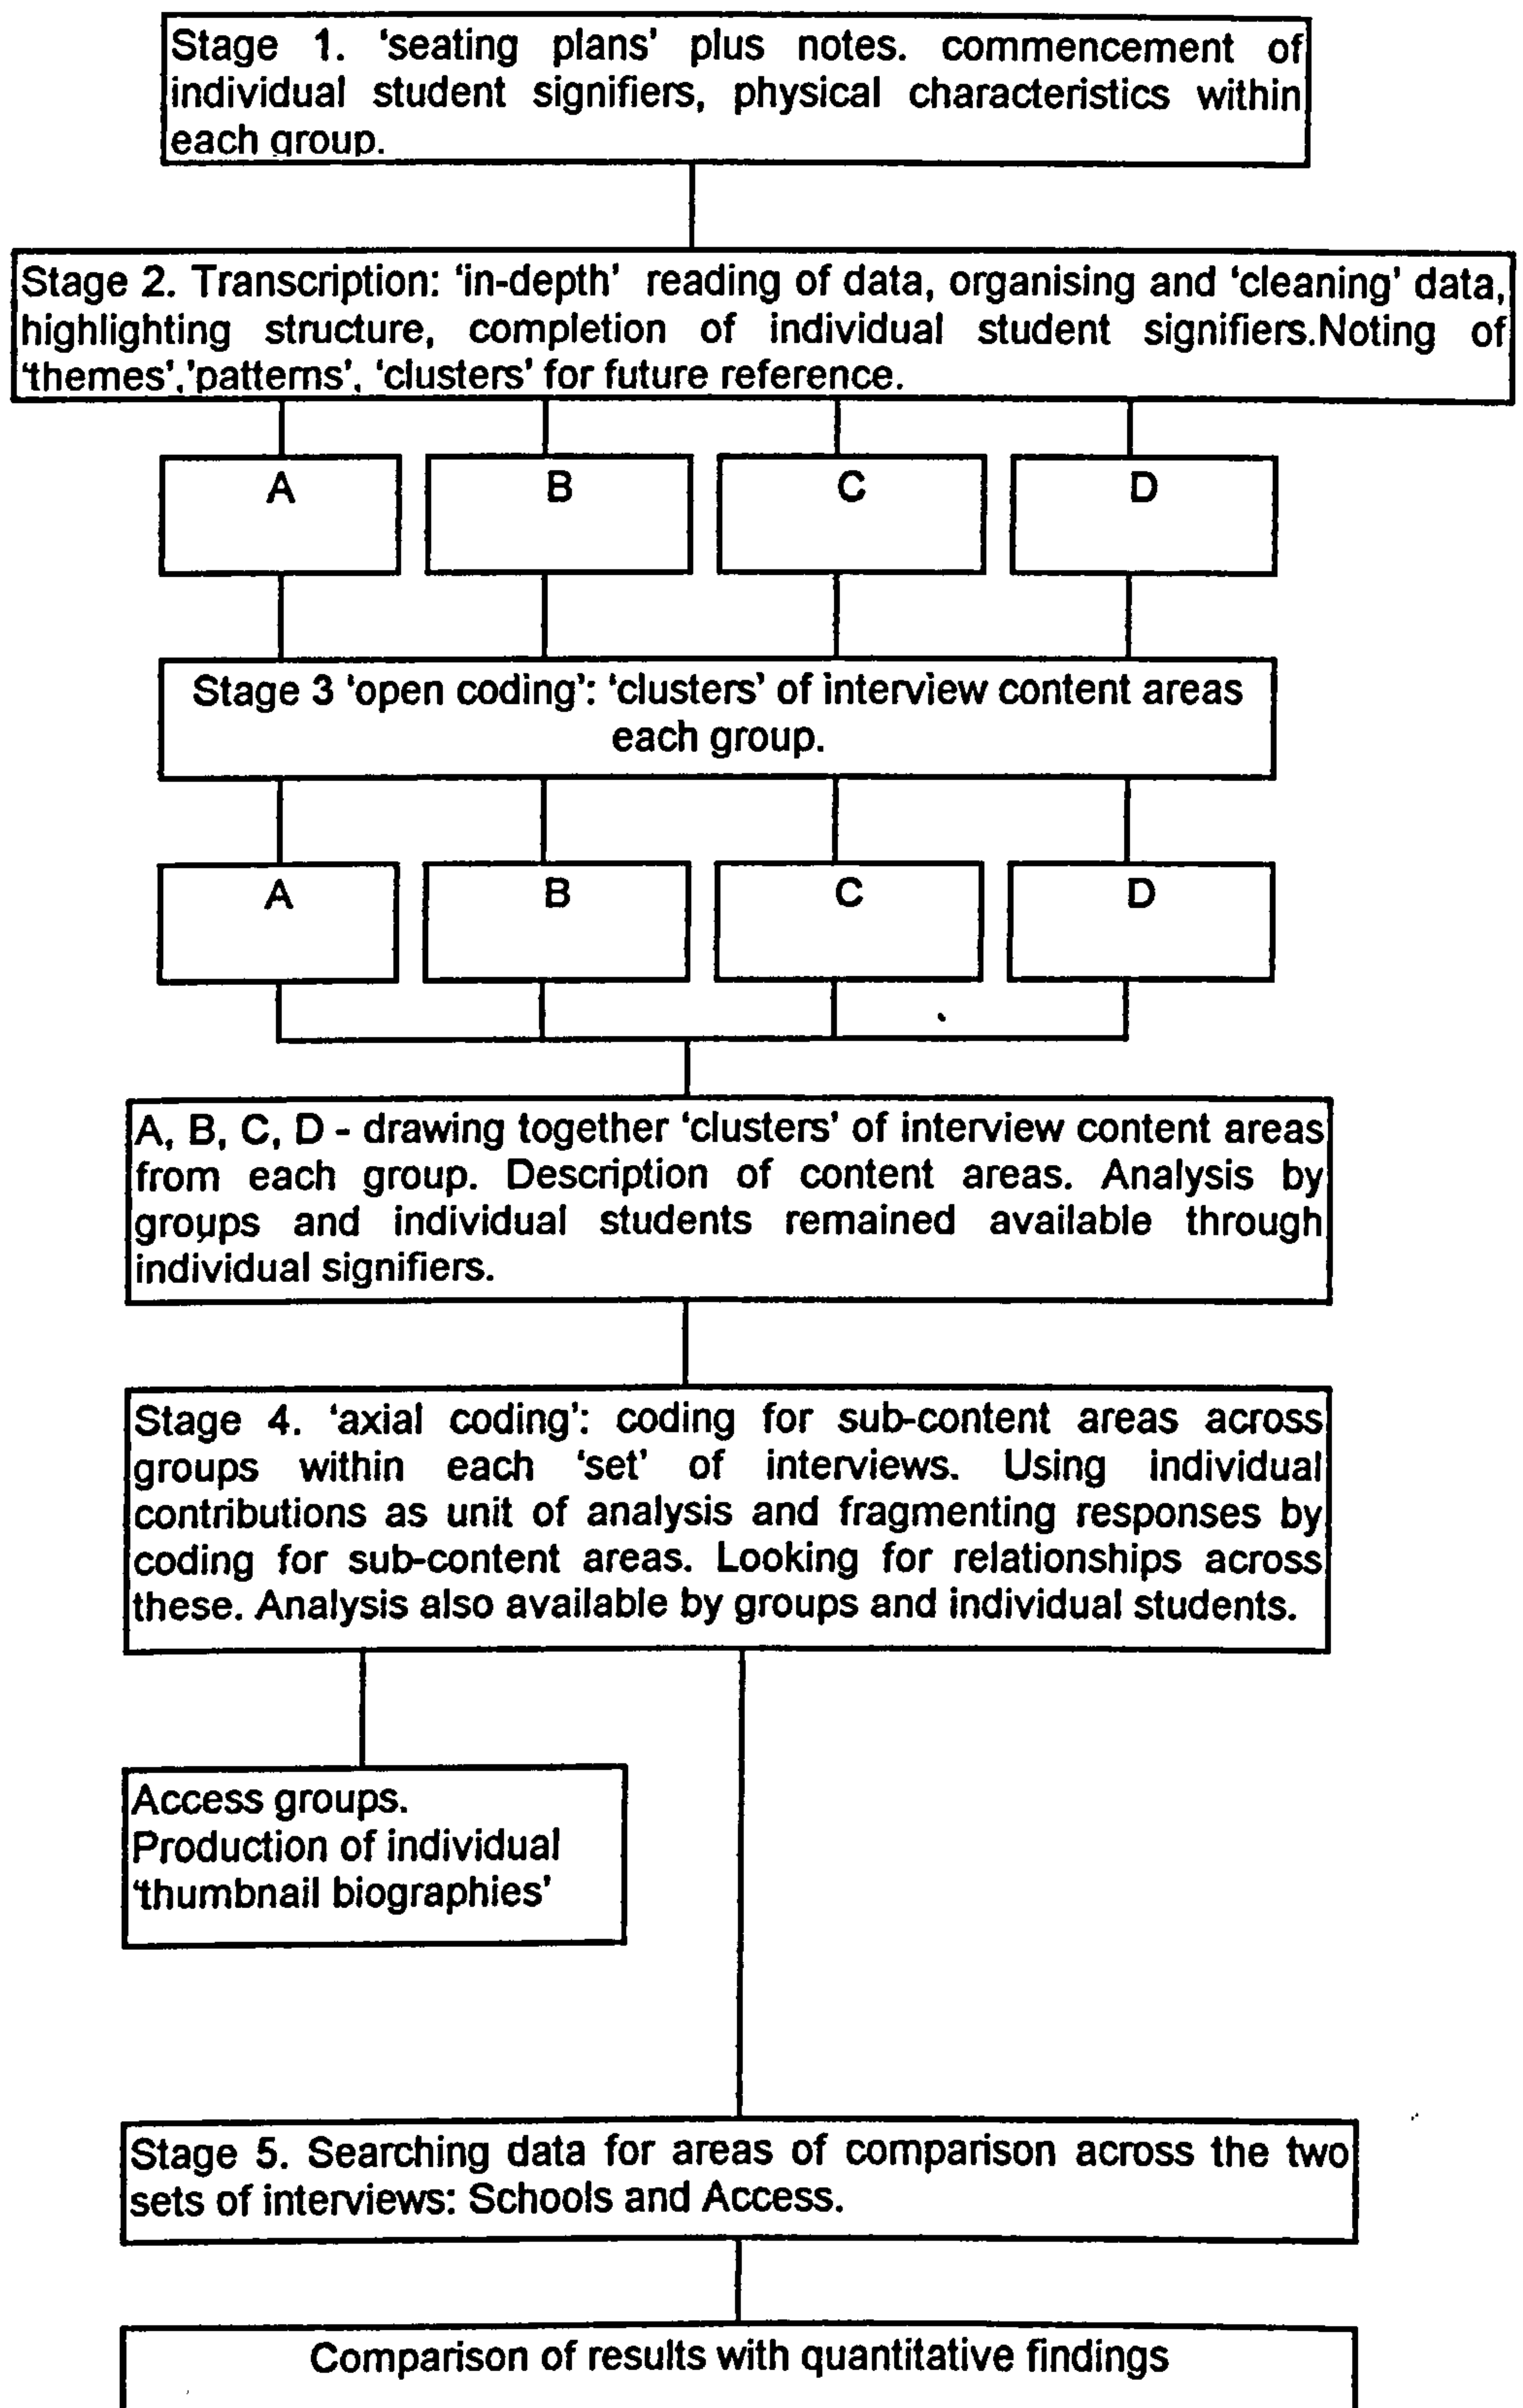 Stage 1. ‘seating plans’ plus notes. commencement of
individual student signifiers, physical characteristics within
each group.
Stage 2. Transcription: ‘in-depth’ reading of data, organising and ‘cleaning’ data,
highlighting structure, completion of individual student signifiers.Noting of
‘themes’,’patterns’, ‘clusters’ for future reference.
A
B
C
D
Stage 3 ‘open coding’: ‘clusters’ of interview content areas
each group.
A
B
C
D
A, B, C, D - drawing together ‘clusters’ of interview content areas
from each group. Description of content areas. Analysis by
groups and individual students remained available through
individual signifiers.
Stage 4. ‘axial coding’: coding for sub-content areas across
groups within each ‘set’ of interviews. Using individual
contributions as unit of analysis and fragmenting responses by
coding for sub-content areas. Looking for relationships across
these. Analysis also available by groups and individual students.
Access groups.
Production of individual
‘thumbnail biographies’
Stage 5. Searching data for areas of comparison across the two
sets of interviews: Schools and Access.
Comparison of results with quantitative findings